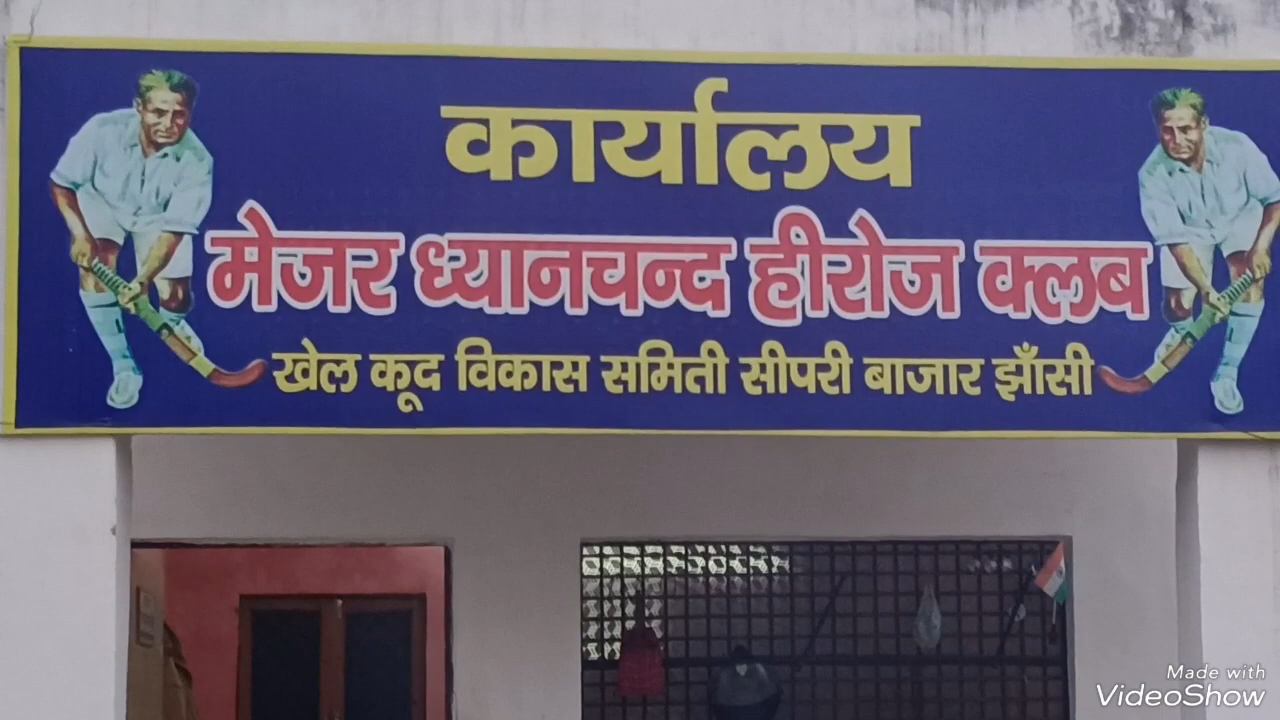 कार्यालय
मेजर ध्यानचन्द हीरोज क्लब
खेल कूद विकास समिती सीपरी बाजार झाँसी
Made with
VideoShow